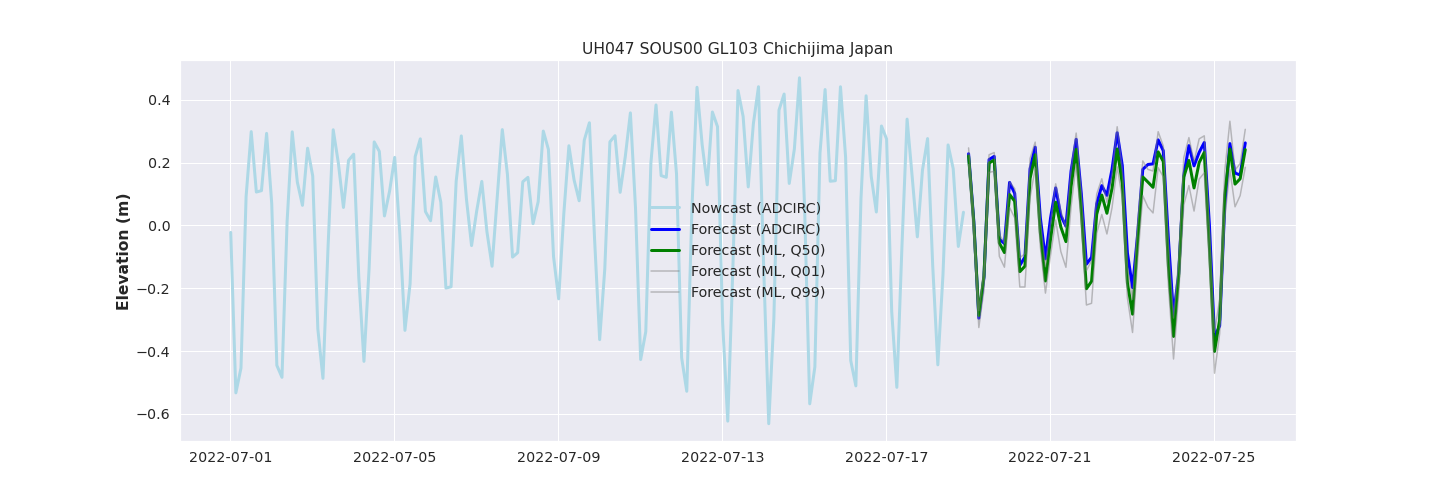 UH047 SOUS00 GL103 Chichijima Japan
Elevation (m)
0.4
0.2
0.0
−0.2
−0.4
−0.6
Nowcast (ADCIRC)
Forecast (ADCIRC)
Forecast (ML, Q50)
Forecast (ML, Q01)
Forecast (ML, Q99)
2022-07-01 2022-07-05 2022-07-09 2022-07-13 2022-07-17 2022-07-21 2022-07-25